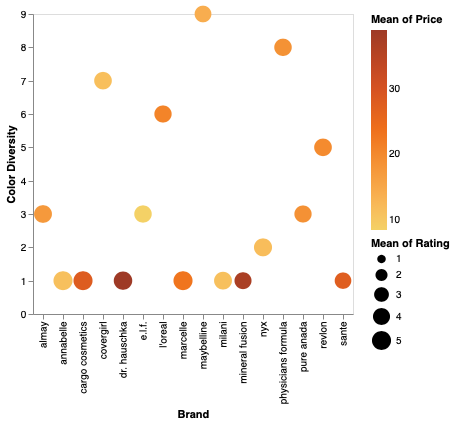 Color Diversity
9
8
7
6
5
4
3
2
1
0
almay
annabelle
cargo cosmetics
covergirl
dr. hauschka
e.l.f.
l'oreal
marcelle
maybelline
milani
mineral fusion
nyx
physicians formula
pure anada
revlon
sante
Brand
Mean of Price
30
20
10
Mean of Rating
1
2
3
4
5